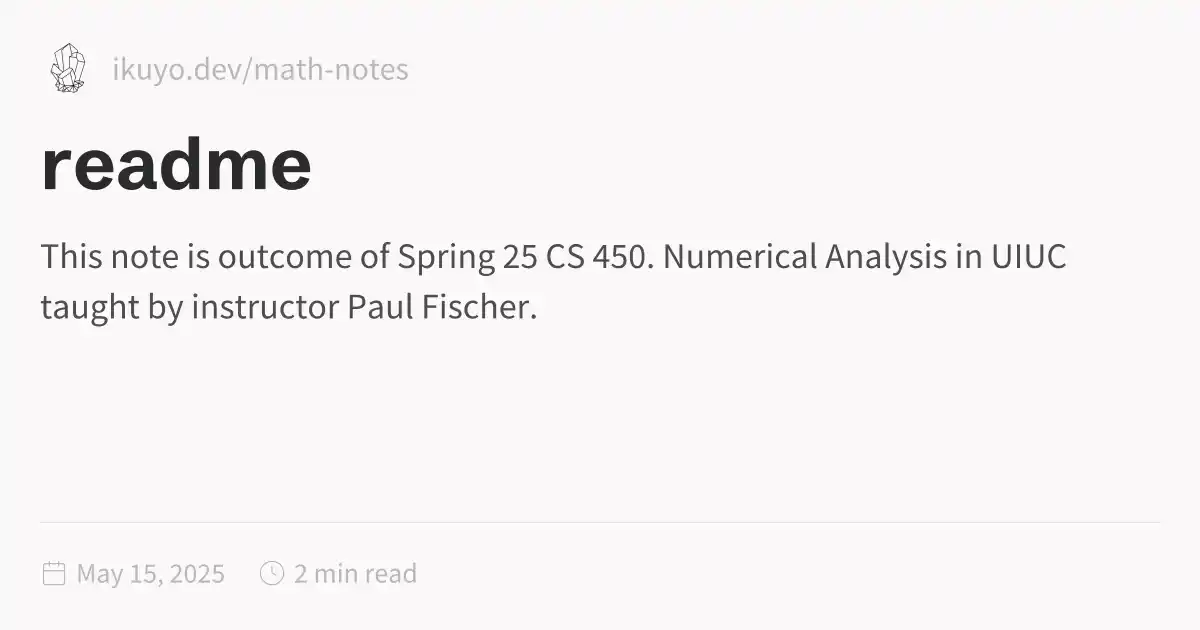 ikuyo.dev/math-notes
readme
This note is outcome of Spring 25 CS 450. Numerical Analysis in UIUC
taught by instructor Paul Fischer.
May 15, 2025 2 min read